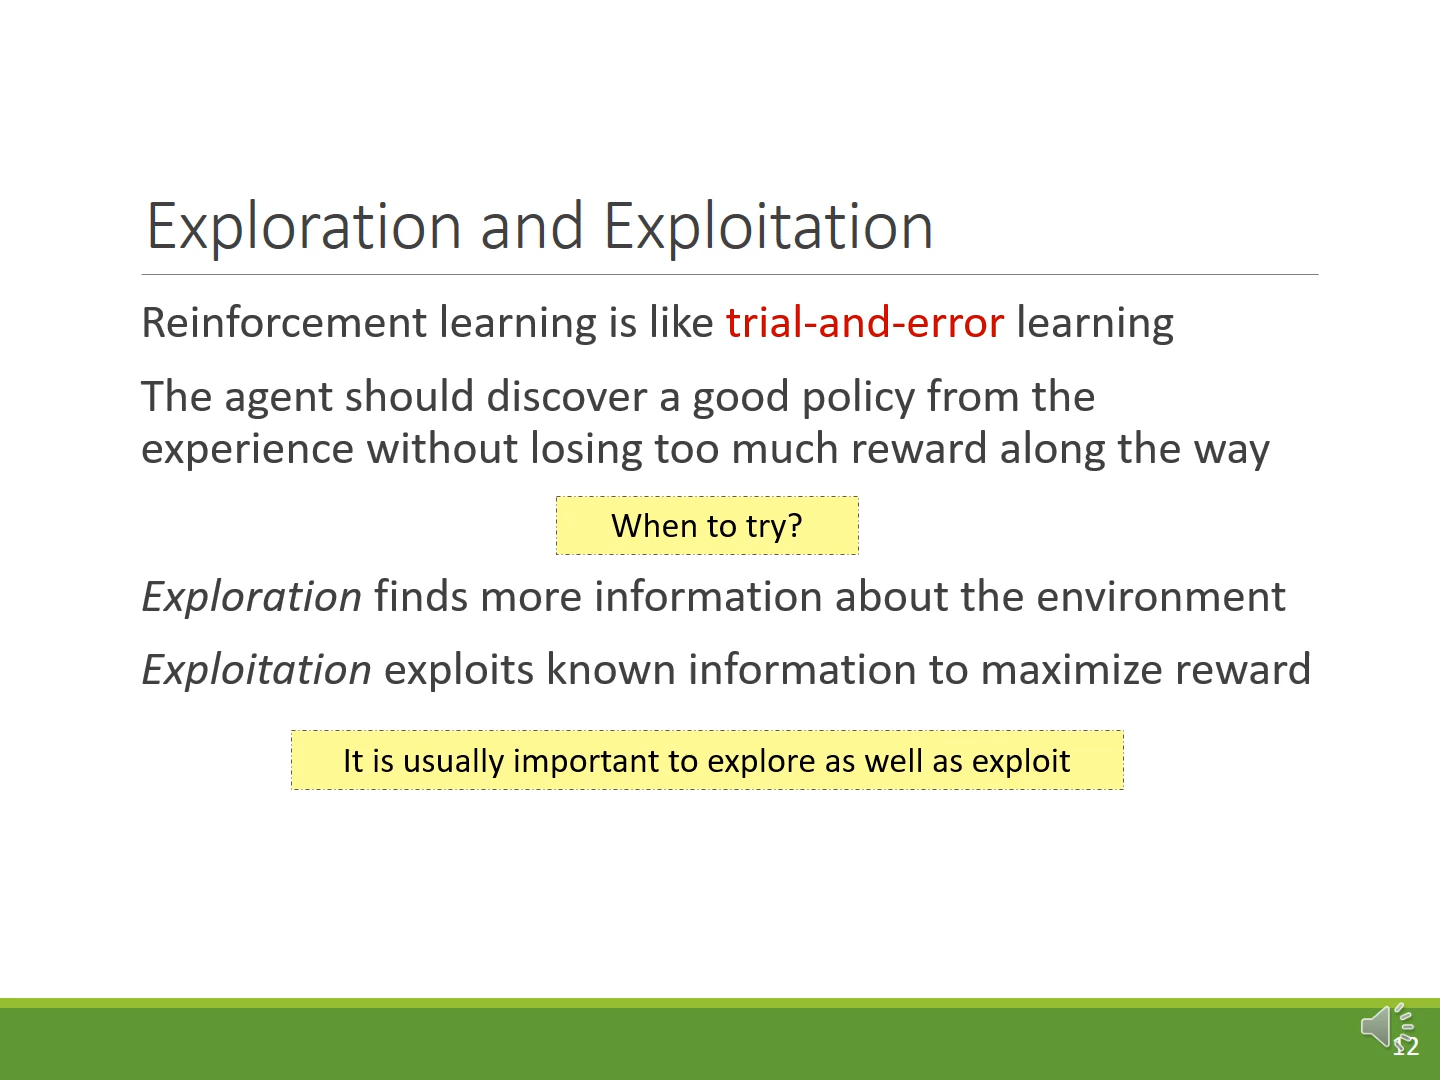 Exploration and Exploitation
Reinforcement learning is like trial-and-error learning
The agent should discover a good policy from the
experience without losing too much reward along the way
When to try?
Exploration finds more information about the environment
Exploitation exploits known information to maximize reward
It is usually important to explore as well as exploit
12